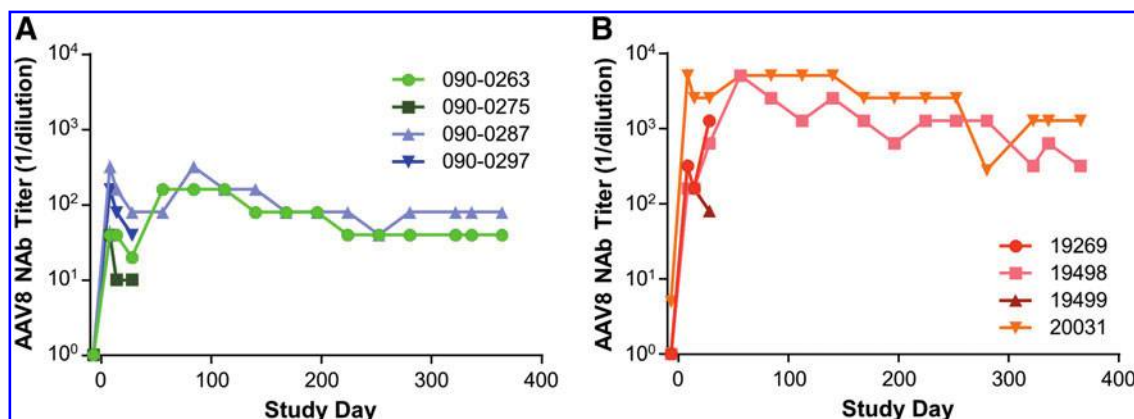 A
AAV8 NAb Titer (1/dilution)
10⁴
10³
10²
10¹
10⁰
0 100 200 300 400
Study Day
090-0263
090-0275
090-0287
090-0297
B
AAV8 NAb Titer (1/dilution)
10⁴
10³
10²
10¹
10⁰
0 100 200 300 400
Study Day
19269
19498
19499
20031